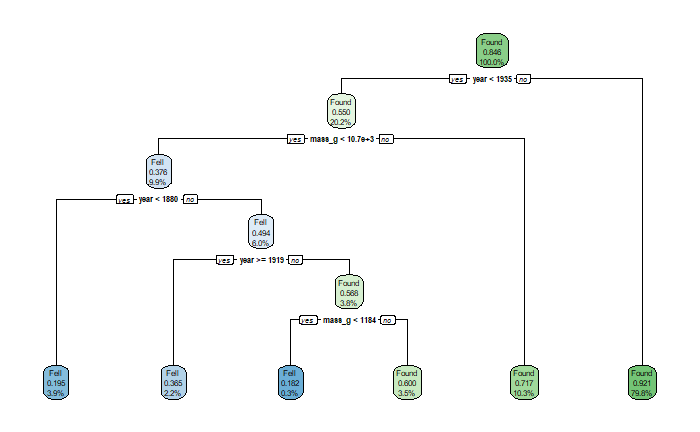 Found
0.846
100.0%
yes year < 1935 no
Found
0.550
20.2%
yes mass_g < 10.7e+3 no
Fell
0.376
9.9%
yes year < 1880 no
Fell
0.494
6.0%
yes year >= 1919 no
Found
0.568
3.8%
yes mass_g < 1184 no
Fell
0.195
3.9%
Fell
0.365
2.2%
Fell
0.182
0.3%
Found
0.600
3.5%
Found
0.717
10.3%
Found
0.921
79.8%